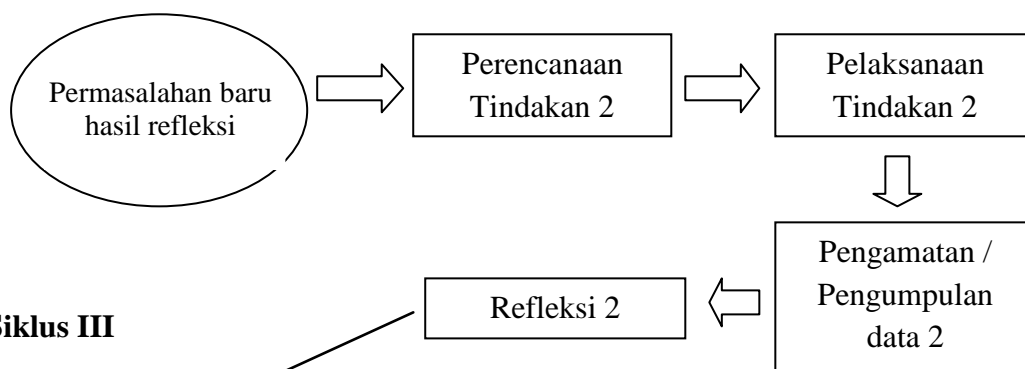 Permasalahan baru
hasil refleksi
Perencanaan
Tindakan 2
Pelaksanaan
Tindakan 2
Pengamatan /
Pengumpulan
data 2
Refleksi 2
Siklus III